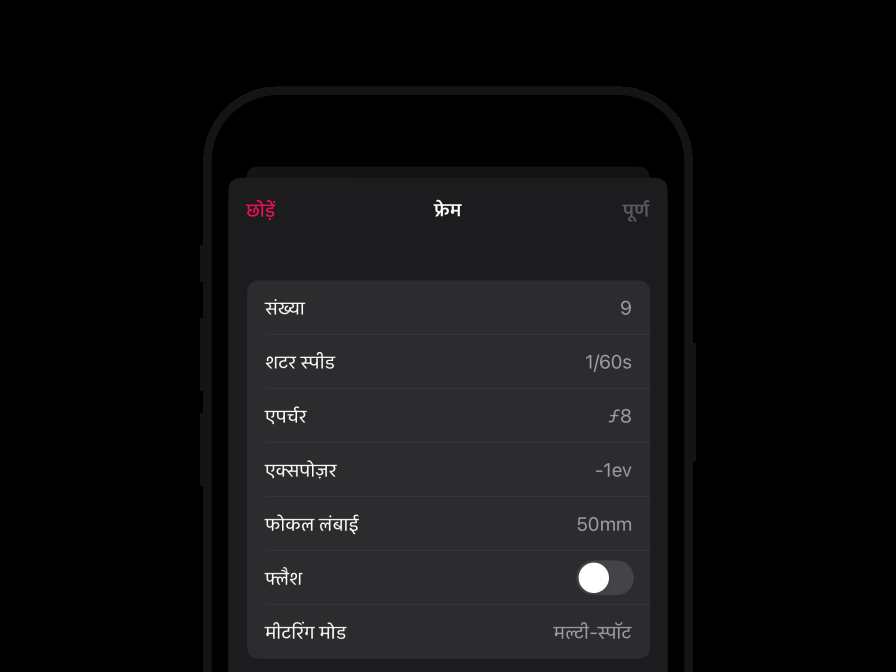 छोड़ें फ्रेम पूर्ण
संख्या 9
शटर स्पीड 1/60s
एपर्चर ƒ8
एक्सपोज़र -1ev
फोकल लंबाई 50mm
फ्लैश
मीटरिंग मोड मल्टी-स्पॉट